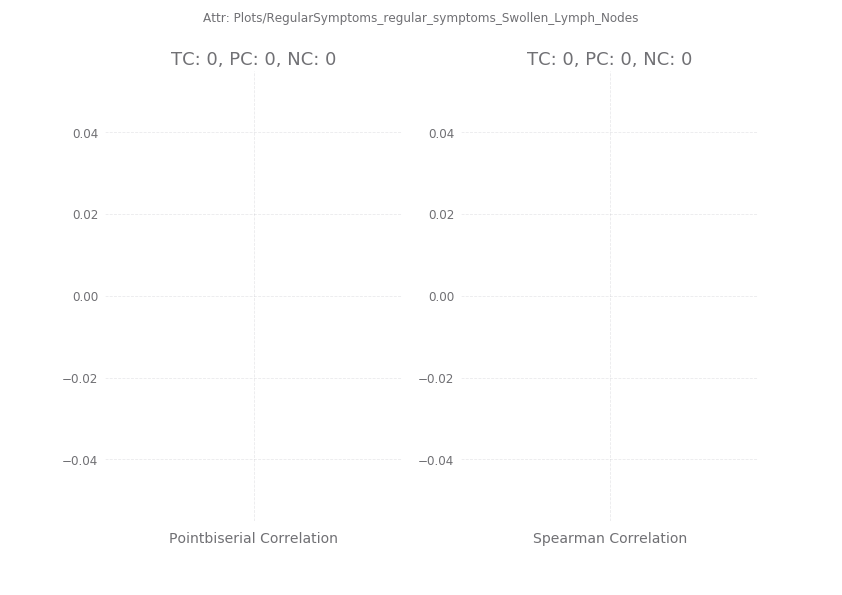 Attr: Plots/RegularSymptoms_regular_symptoms_Swollen_Lymph_Nodes
TC: 0, PC: 0, NC: 0
0.04
0.02
0.00
−0.02
−0.04
Pointbiserial Correlation
TC: 0, PC: 0, NC: 0
0.04
0.02
0.00
−0.02
−0.04
Spearman Correlation